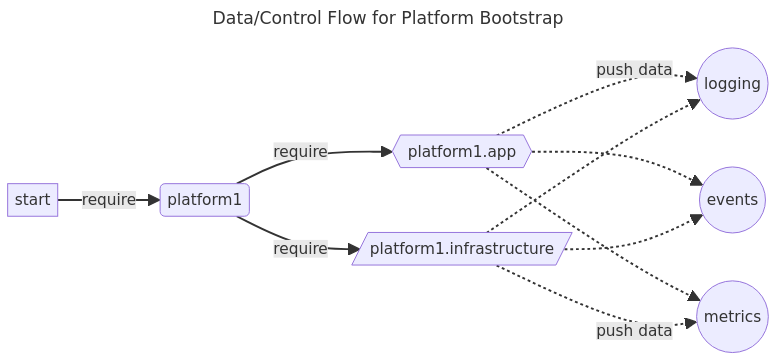 Data/Control Flow for Platform Bootstrap
push data
logging
require
platform1.app
start
require
platform1
events
require
platform1.infrastructure
metrics
push data